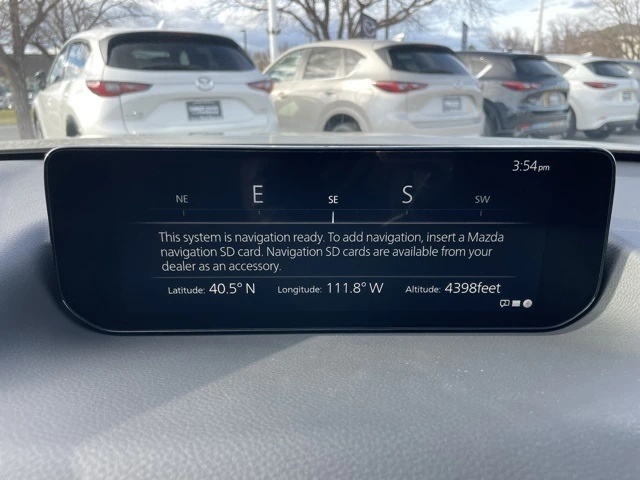 3:54pm
NE E SE S SW
This system is navigation ready. To add navigation, insert a Mazda
navigation SD card. Navigation SD cards are available from your
dealer as an accessory.
Latitude: 40.5° N Longitude: 111.8° W Altitude: 4398feet